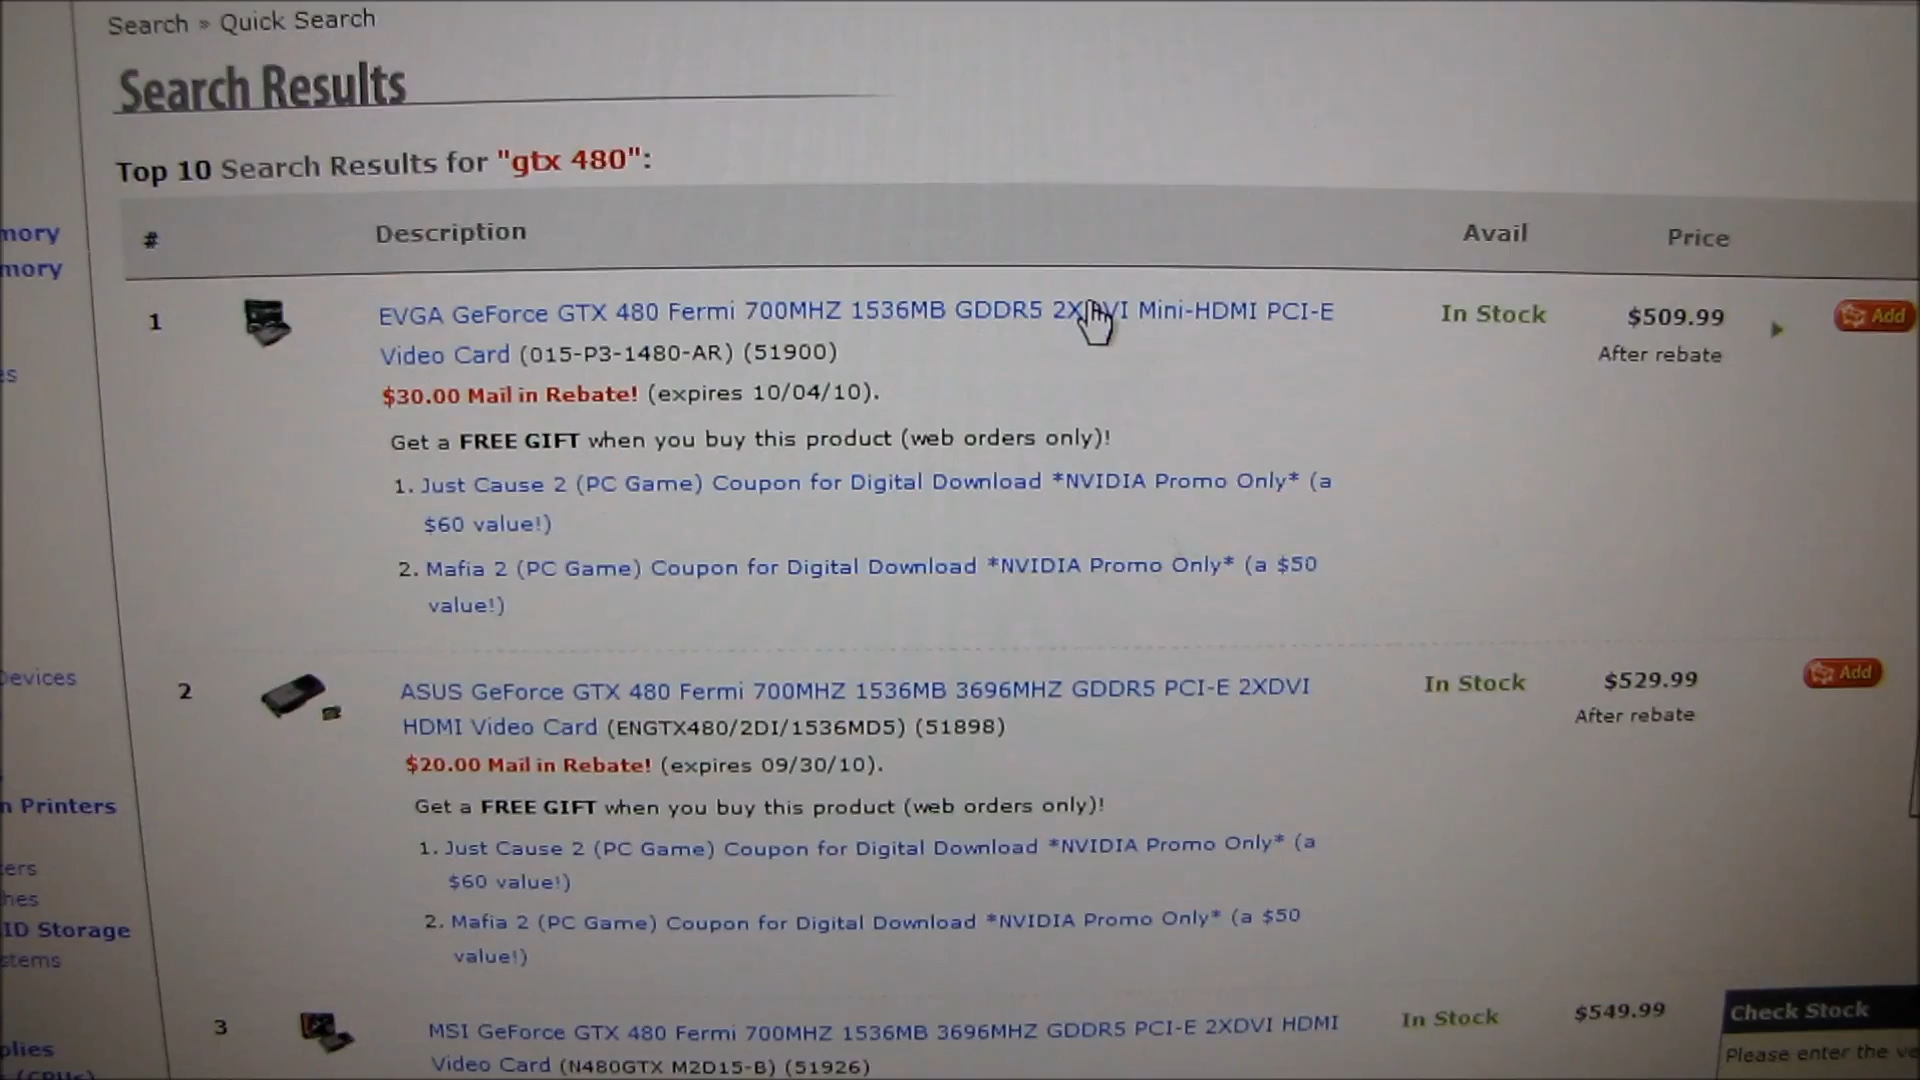 Search » Quick Search
Search Results
Top 10 Search Results for "gtx 480":
# Description Avail Price
mory
mory
1 EVGA GeForce GTX 480 Fermi 700MHZ 1536MB GDDR5 2XDVI Mini-HDMI PCI-E In Stock $509.99 Add
Video Card (015-P3-1480-AR) (51900) After rebate
es
$30.00 Mail in Rebate! (expires 10/04/10).
Get a FREE GIFT when you buy this product (web orders only)!
1. Just Cause 2 (PC Game) Coupon for Digital Download *NVIDIA Promo Only* (a
$60 value!)
2. Mafia 2 (PC Game) Coupon for Digital Download *NVIDIA Promo Only* (a $50
value!)
Devices
2 ASUS GeForce GTX 480 Fermi 700MHZ 1536MB 3696MHZ GDDR5 PCI-E 2XDVI In Stock $529.99 Add
HDMI Video Card (ENGTX480/2DI/1536MD5) (51898) After rebate
$20.00 Mail in Rebate! (expires 09/30/10).
n Printers
Get a FREE GIFT when you buy this product (web orders only)!
1. Just Cause 2 (PC Game) Coupon for Digital Download *NVIDIA Promo Only* (a
$60 value!)
ers
hes
ID Storage
stems
2. Mafia 2 (PC Game) Coupon for Digital Download *NVIDIA Promo Only* (a $50
value!)
3 MSI GeForce GTX 480 Fermi 700MHZ 1536MB 3696MHZ GDDR5 PCI-E 2XDVI HDMI In Stock $549.99
Video Card (N480GTX M2D15-B) (51926)
plies
(CPUs)
Check Stock
Please enter the ve